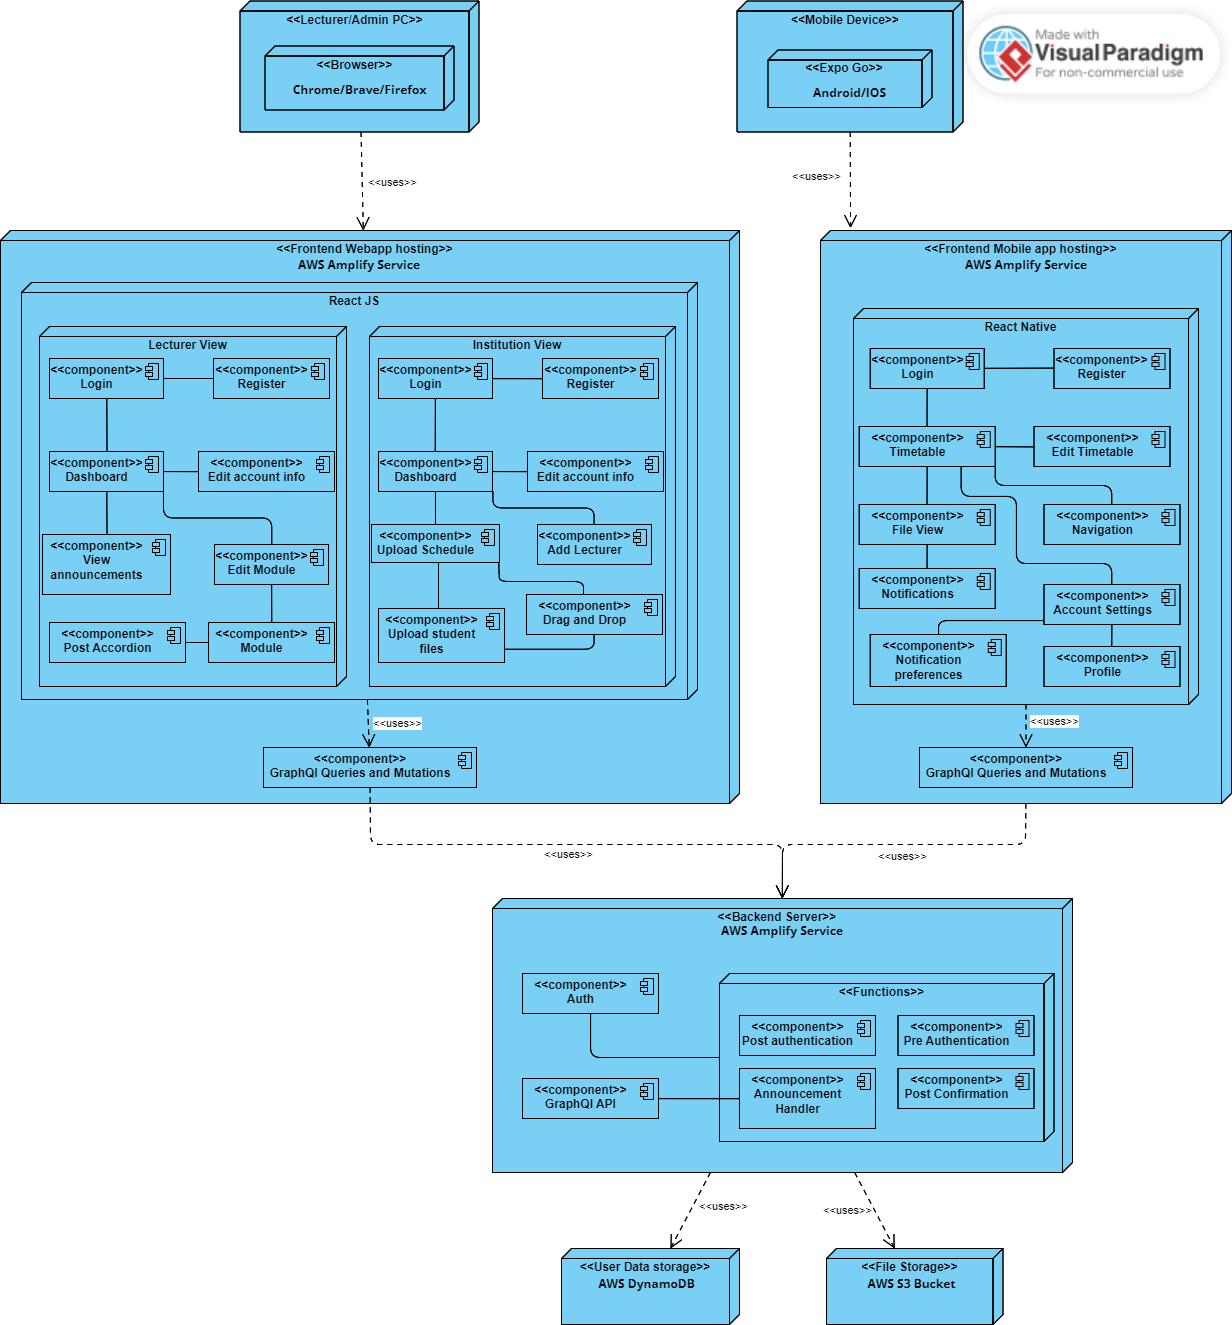 <<Lecturer/Admin PC>>
<<Browser>>
Chrome/Brave/Firefox
<<Mobile Device>>
<<Expo Go>>
Android/IOS
Made with
Visual Paradigm
For non-commercial use
<<uses>>
<<uses>>
<<Frontend Webapp hosting>>
AWS Amplify Service
React JS
Lecturer View
<<component>>
Login
<<component>>
Register
<<component>>
Dashboard
<<component>>
Edit account info
<<component>>
View
announcements
<<component>>
Edit Module
<<component>>
Post Accordion
<<component>>
Module
Institution View
<<component>>
Login
<<component>>
Register
<<component>>
Dashboard
<<component>>
Edit account info
<<component>>
Upload Schedule
<<component>>
Add Lecturer
<<component>>
Drag and Drop
<<component>>
Upload student
files
<<uses>>
<<component>>
GraphQl Queries and Mutations
<<Frontend Mobile app hosting>>
AWS Amplify Service
React Native
<<component>>
Login
<<component>>
Register
<<component>>
Timetable
<<component>>
Edit Timetable
<<component>>
File View
<<component>>
Navigation
<<component>>
Notifications
<<component>>
Account Settings
<<component>>
Notification
preferences
<<component>>
Profile
<<uses>>
<<component>>
GraphQl Queries and Mutations
<<uses>>
<<uses>>
<<Backend Server>>
AWS Amplify Service
<<component>>
Auth
<<component>>
GraphQl API
<<Functions>>
<<component>>
Post authentication
<<component>>
Pre Authentication
<<component>>
Announcement
Handler
<<component>>
Post Confirmation
<<uses>>
<<uses>>
<<User Data storage>>
AWS DynamoDB
<<File Storage>>
AWS S3 Bucket